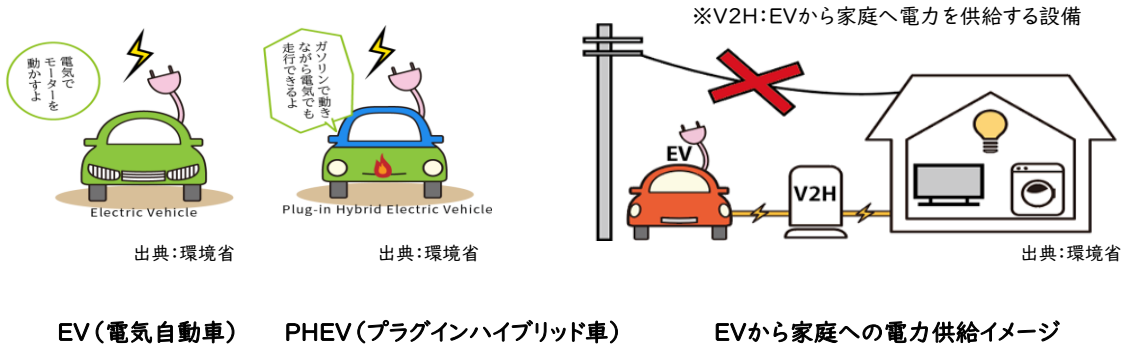 ※V2H:EVから家庭へ電力を供給する設備
電気で
モーターを
動かすよ
ガソリンで動き
ながら電気でも
走行できるよ
EV
V2H
Electric Vehicle
Plug-in Hybrid Electric Vehicle
出典:環境省
出典:環境省
出典:環境省
EV(電気自動車)
PHEV(プラグインハイブリッド車)
EVから家庭への電力供給イメージ